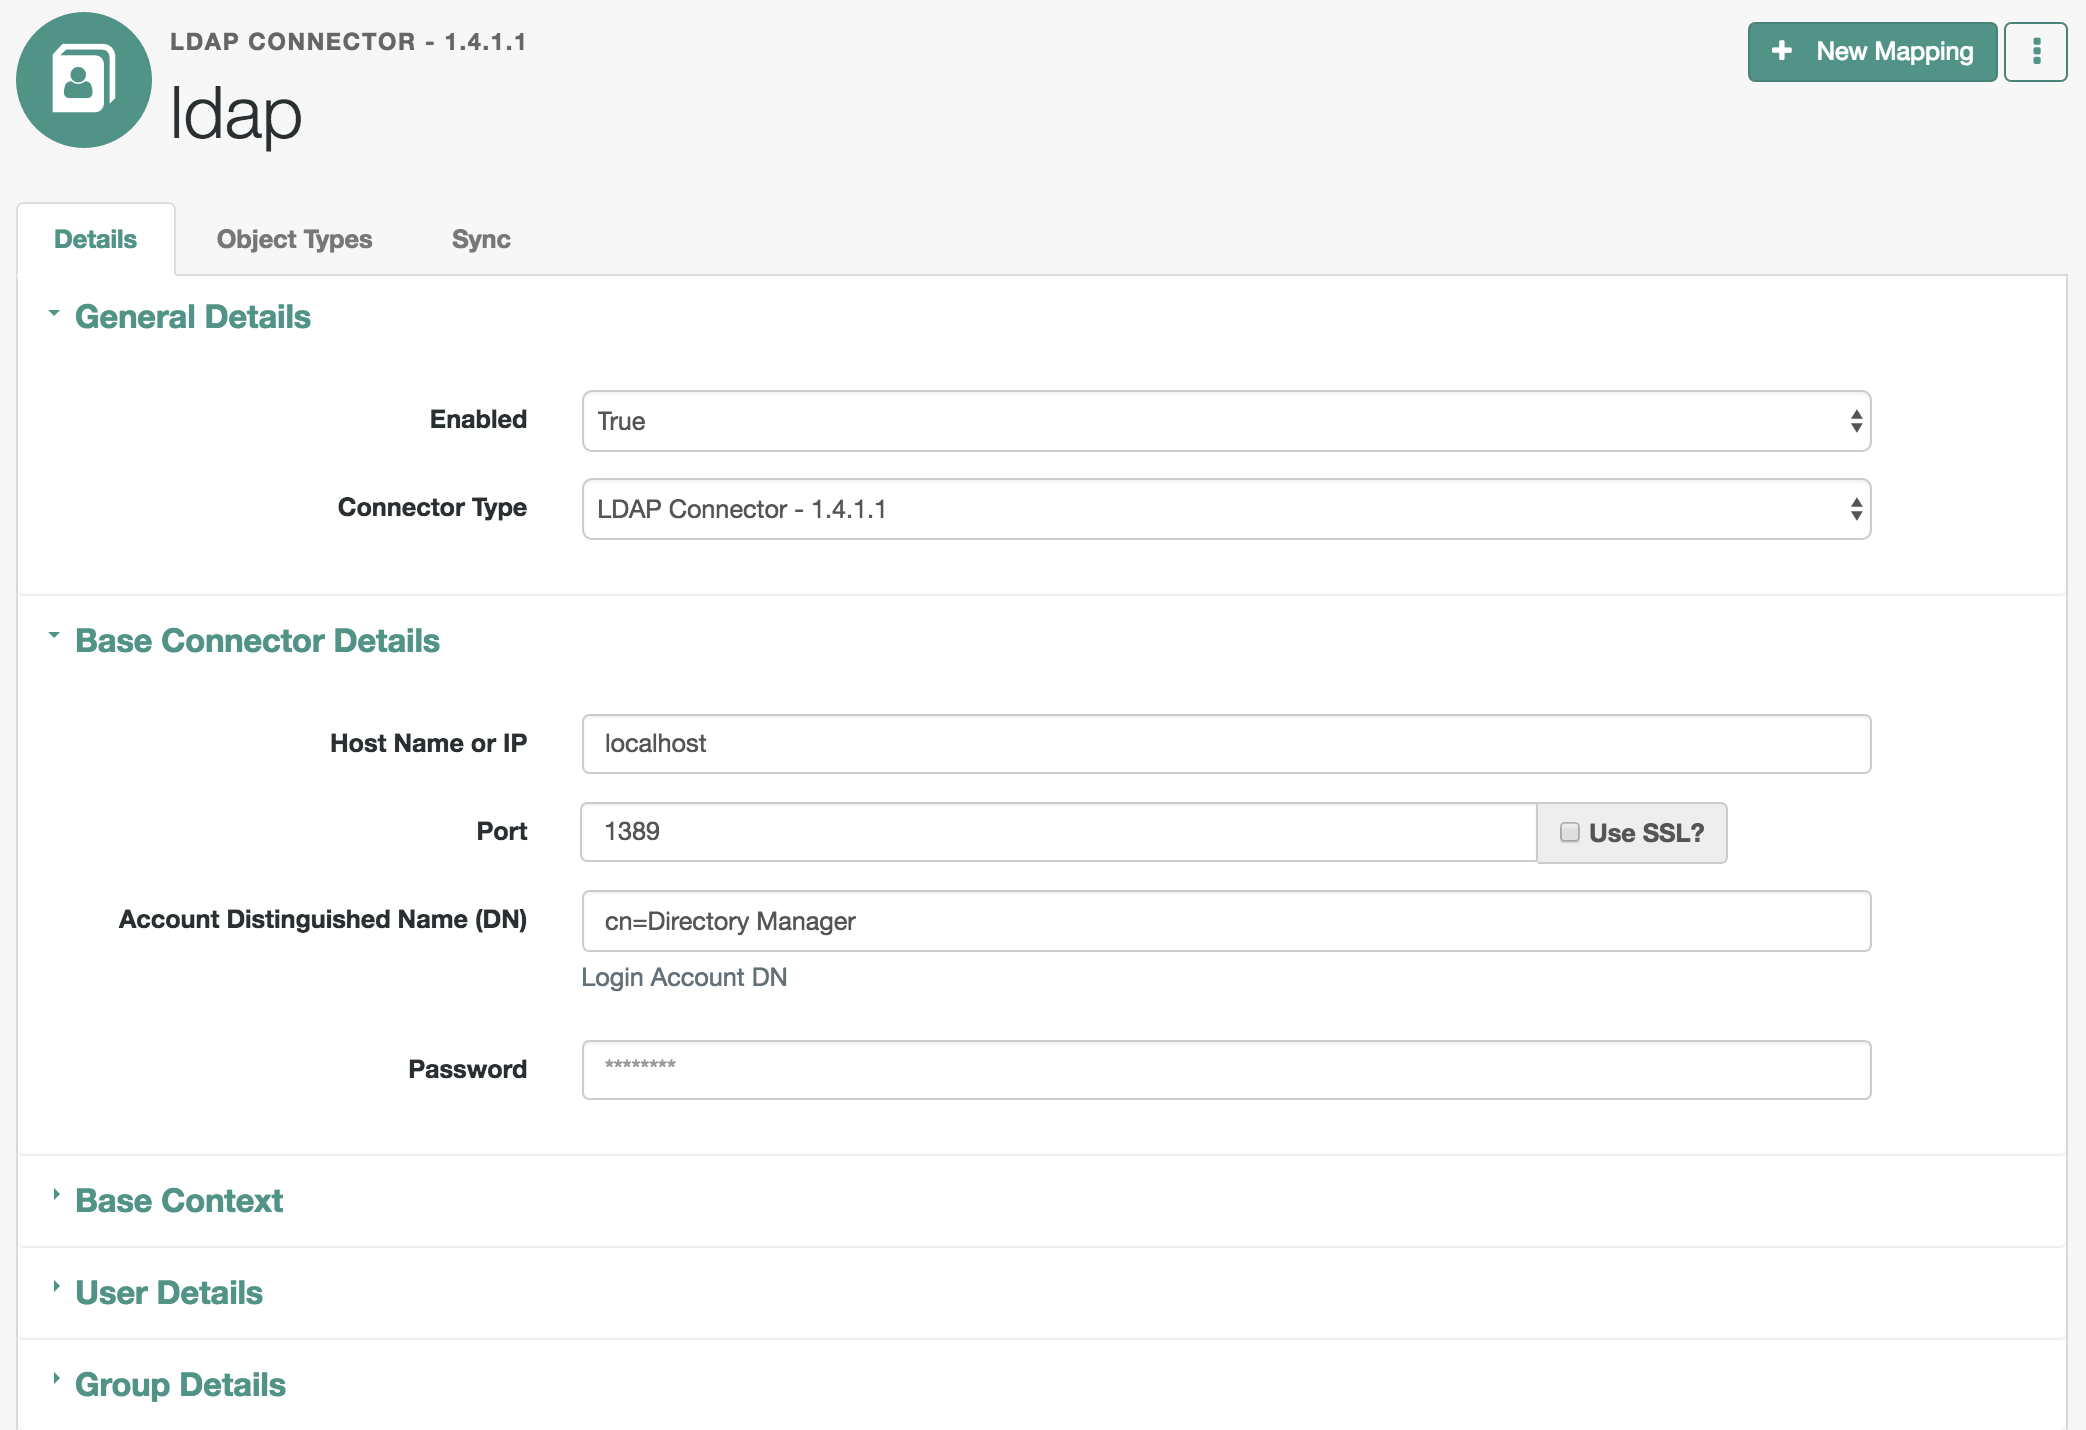 LDAP CONNECTOR - 1.4.1.1
ldap
New Mapping
Details
Object Types
Sync
General Details
Enabled
True
Connector Type
LDAP Connector - 1.4.1.1
Base Connector Details
Host Name or IP
localhost
Port
1389
Use SSL?
Account Distinguished Name (DN)
cn=Directory Manager
Login Account DN
Password
********
Base Context
User Details
Group Details